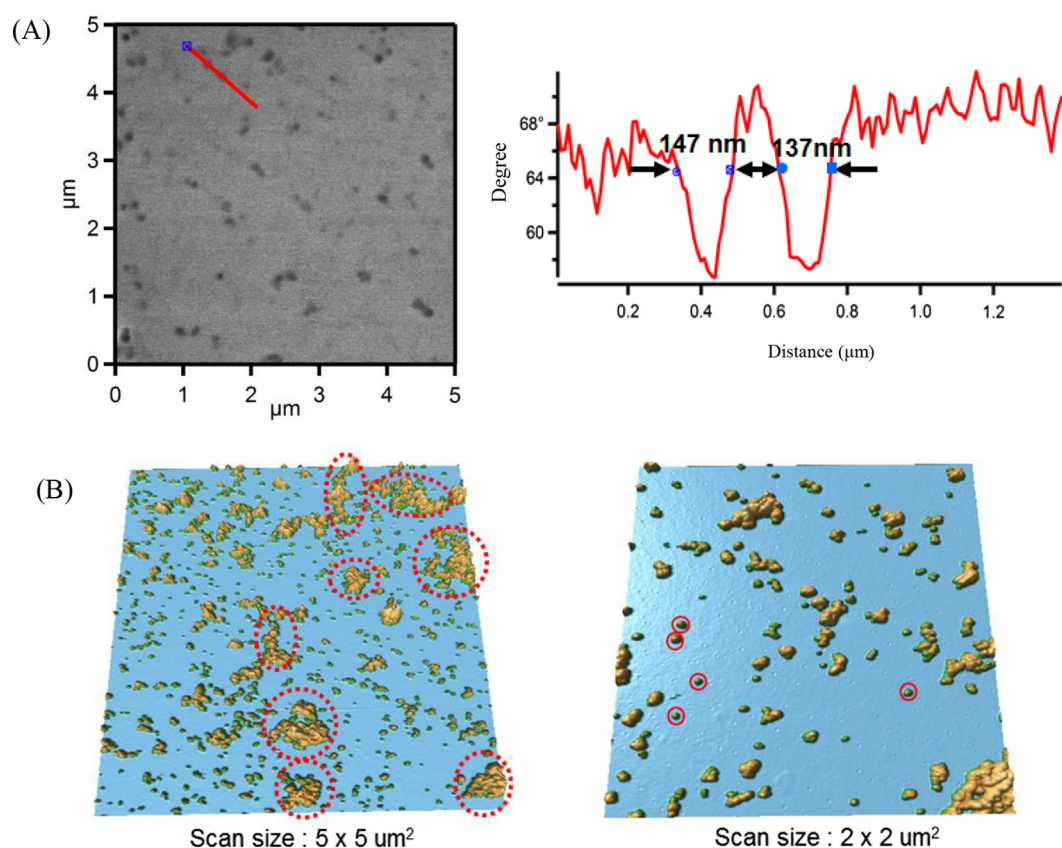 (A)
5
4
3
2
1
0
µm
0 1 2 3 4 5
µm
Degree
68°
64
60
147 nm
137nm
0.2 0.4 0.6 0.8 1.0 1.2
Distance (µm)
(B)
Scan size : 5 x 5 um²
Scan size : 2 x 2 um²